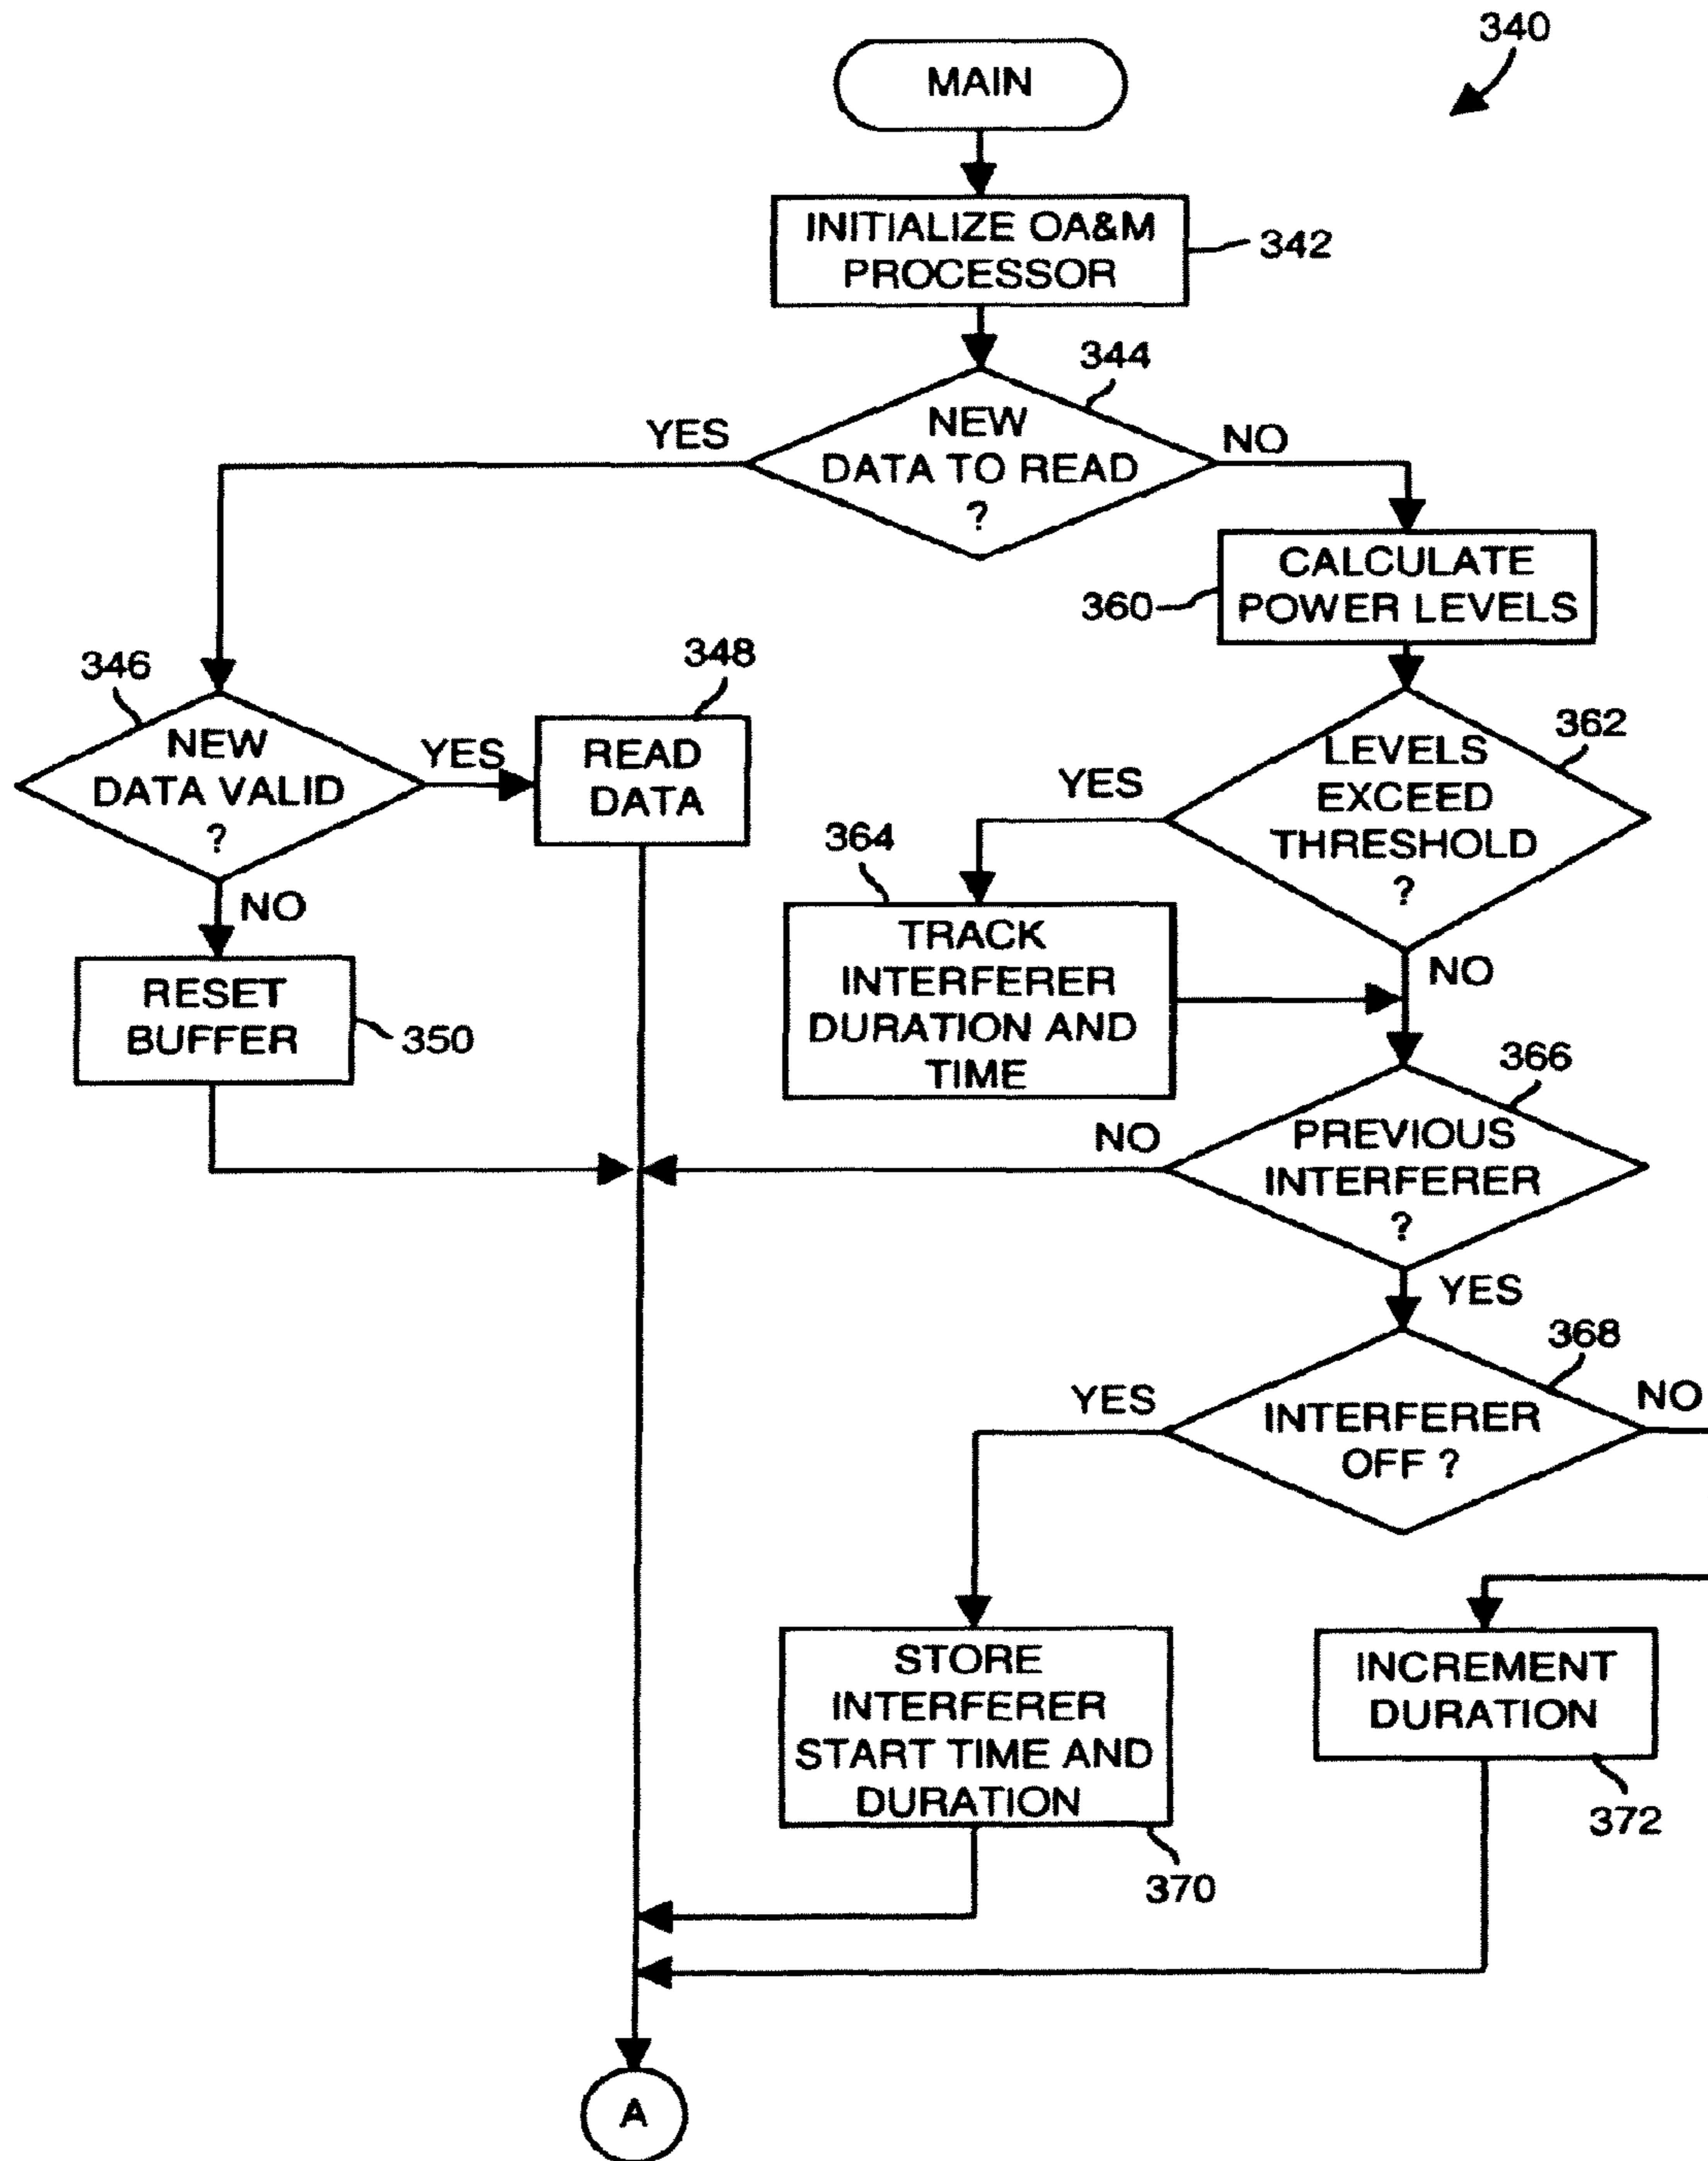 340
MAIN
INITIALIZE OA&M
PROCESSOR
342
344
NEW
DATA TO READ
?
YES
NO
CALCULATE
POWER LEVELS
360
346
NEW
DATA VALID
?
YES
348
READ
DATA
362
LEVELS
EXCEED
THRESHOLD
?
YES
364
TRACK
INTERFERER
DURATION AND
TIME
NO
NO
RESET
BUFFER
350
366
PREVIOUS
INTERFERER
?
NO
YES
368
INTERFERER
OFF ?
YES
NO
STORE
INTERFERER
START TIME AND
DURATION
370
INCREMENT
DURATION
372
A